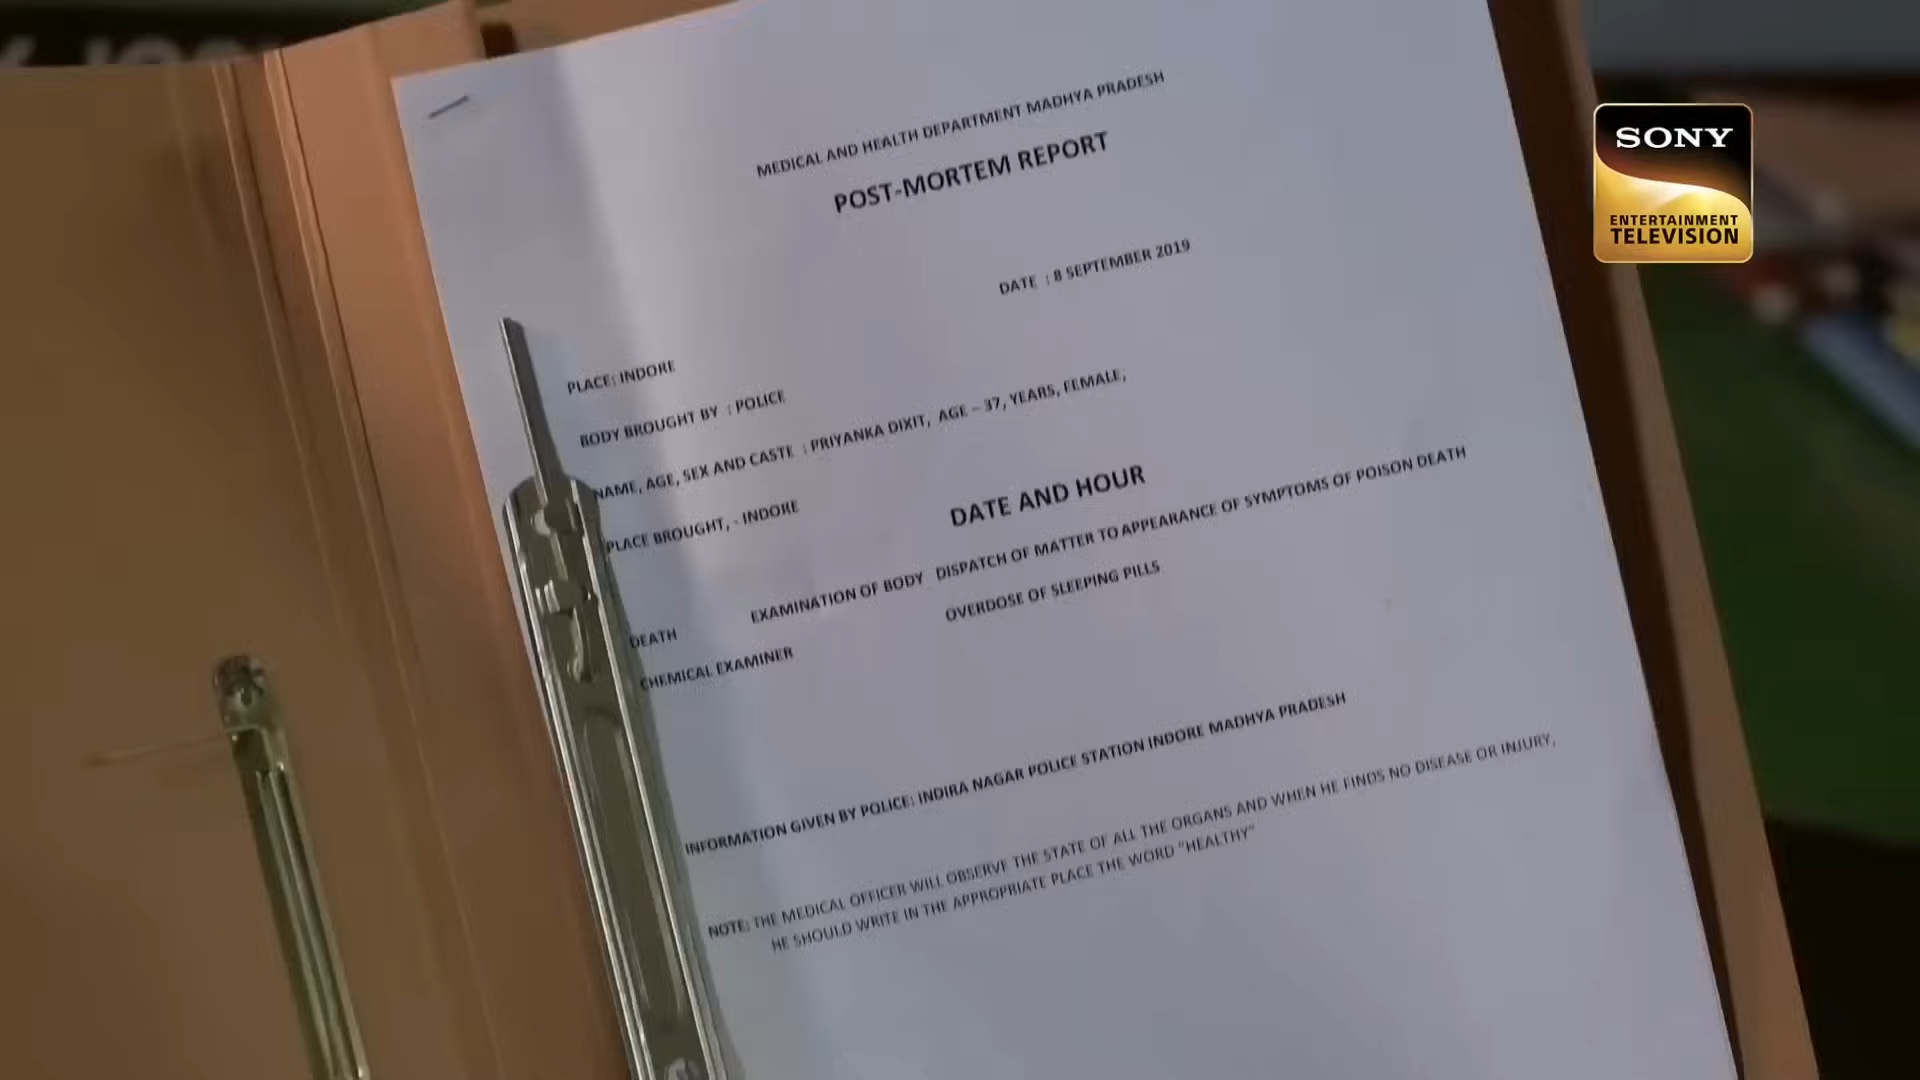 MEDICAL AND HEALTH DEPARTMENT MADHYA PRADESH
POST-MORTEM REPORT
DATE : 8 SEPTEMBER 2019
PLACE: INDORE
BODY BROUGHT BY : POLICE
NAME, AGE, SEX AND CASTE : PRIYANKA DIXIT, AGE – 37, YEARS, FEMALE,
PLACE BROUGHT, - INDORE
DATE AND HOUR
EXAMINATION OF BODY DISPATCH OF MATTER TO APPEARANCE OF SYMPTOMS OF POISON DEATH
DEATH
OVERDOSE OF SLEEPING PILLS
CHEMICAL EXAMINER
INFORMATION GIVEN BY POLICE: INDIRA NAGAR POLICE STATION INDORE MADHYA PRADESH
NOTE: THE MEDICAL OFFICER WILL OBSERVE THE STATE OF ALL THE ORGANS AND WHEN HE FINDS NO DISEASE OR INJURY,
HE SHOULD WRITE IN THE APPROPRIATE PLACE THE WORD "HEALTHY"
SONY
ENTERTAINMENT
TELEVISION